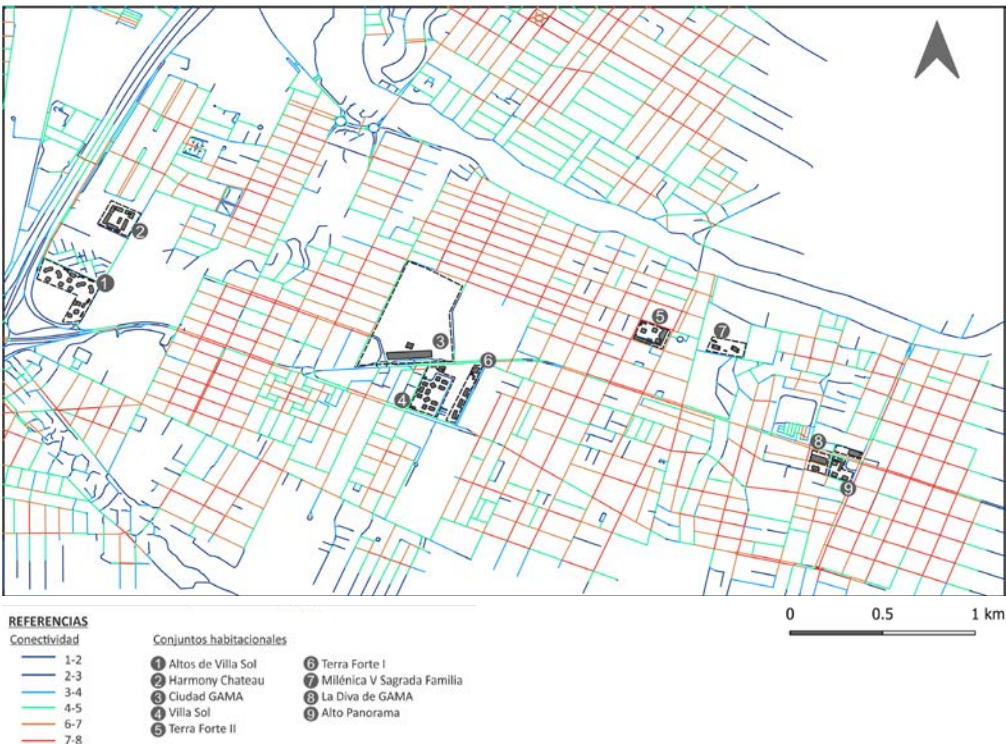 1
2
3
4
5
6
7
8
9
0 0.5 1 km
REFERENCIAS
Conectividad
1-2
2-3
3-4
4-5
6-7
7-8
Conjuntos habitacionales
1 Altos de Villa Sol
2 Harmony Chateau
3 Ciudad GAMA
4 Villa Sol
5 Terra Forte II
6 Terra Forte I
7 Milénica V Sagrada Familia
8 La Diva de GAMA
9 Alto Panorama